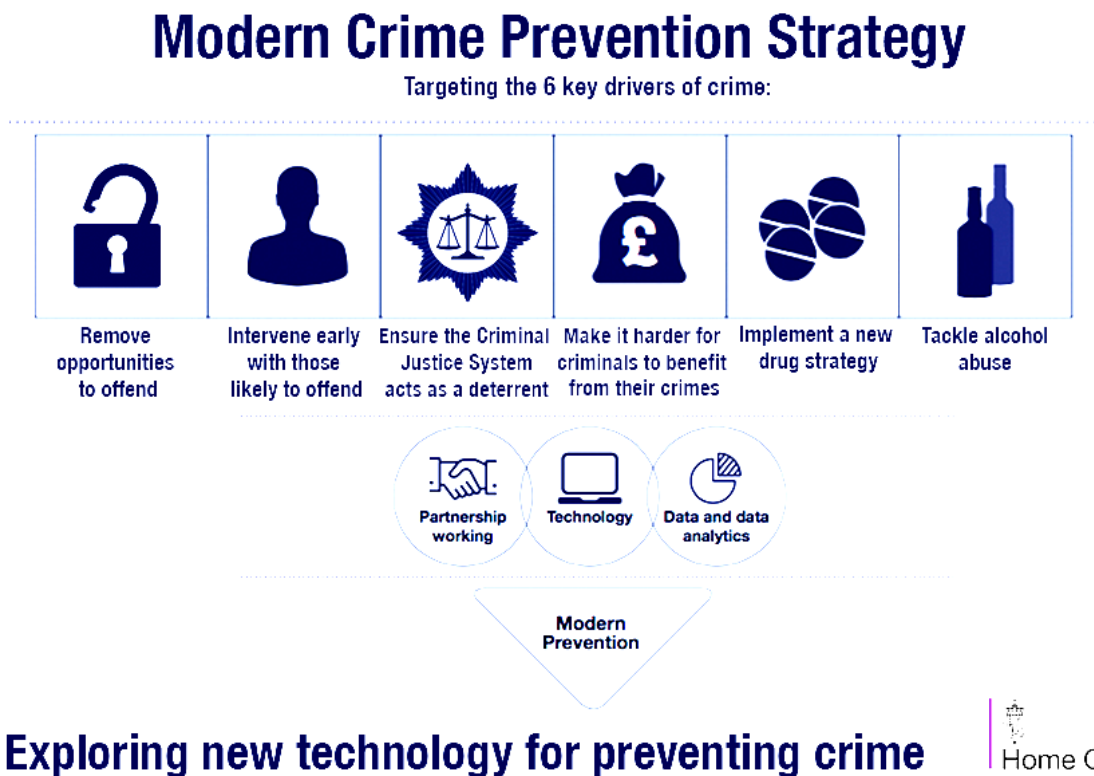 Modern Crime Prevention Strategy
Targeting the 6 key drivers of crime:
£
Remove
opportunities
to offend
Intervene early
with those
likely to offend
Ensure the Criminal
Justice System
acts as a deterrent
Make it harder for
criminals to benefit
from their crimes
Implement a new
drug strategy
Tackle alcohol
abuse
Partnership
working
Technology
Data and data
analytics
Modern
Prevention
Exploring new technology for preventing crime
Home